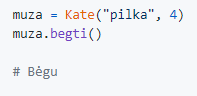 muza = Kate("pilka", 4)
muza.begti()
# Bėgu